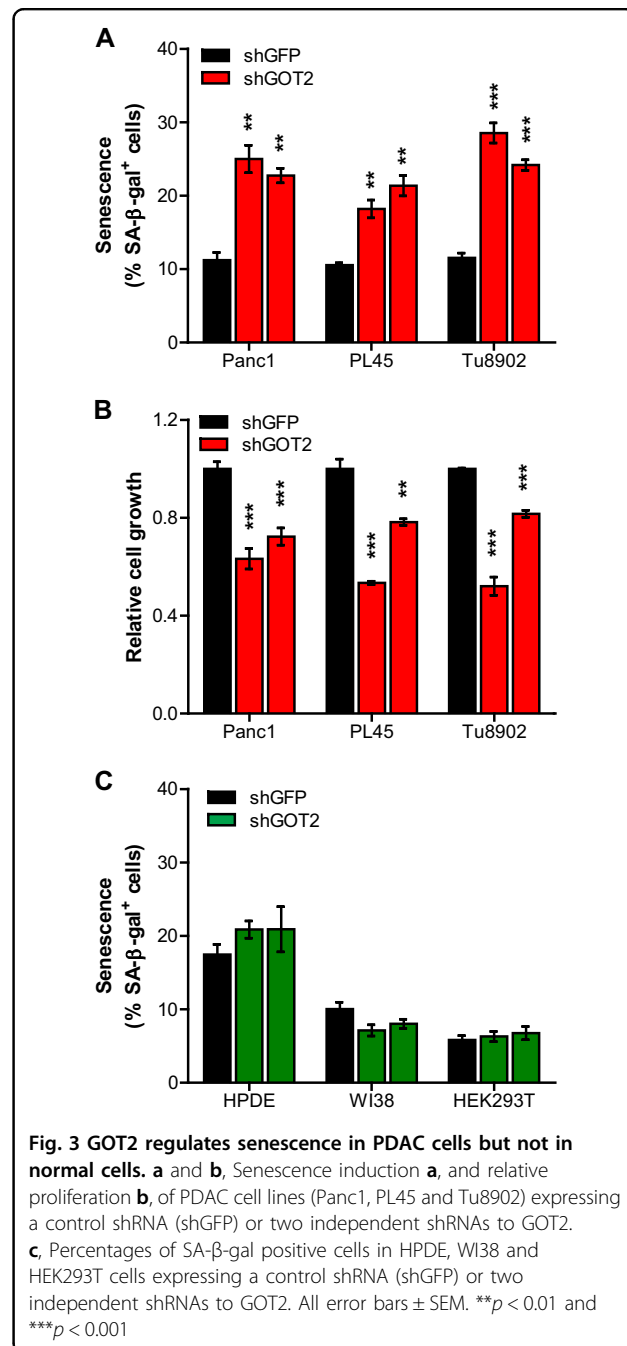 A
shGFP
shGOT2
Senescence
(% SA-β-gal⁺ cells)
40
30
20
10
0
**
**
**
**
***
***
Panc1 PL45 Tu8902
B
shGFP
shGOT2
Relative cell growth
1.2
0.8
0.4
0.0
***
***
***
**
***
***
Panc1 PL45 Tu8902
C
shGFP
shGOT2
Senescence
(% SA-β-gal⁺ cells)
40
30
20
10
0
HPDE WI38 HEK293T
Fig. 3 GOT2 regulates senescence in PDAC cells but not in
normal cells. a and b, Senescence induction a, and relative
proliferation b, of PDAC cell lines (Panc1, PL45 and Tu8902) expressing
a control shRNA (shGFP) or two independent shRNAs to GOT2.
c, Percentages of SA-β-gal positive cells in HPDE, WI38 and
HEK293T cells expressing a control shRNA (shGFP) or two
independent shRNAs to GOT2. All error bars ± SEM. **p < 0.01 and
***p < 0.001